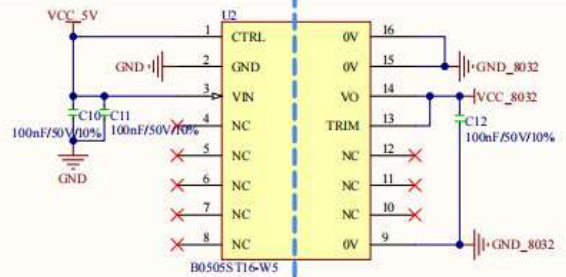 VCC_5V
U2
1 CTRL 0V 16
GND 2 GND 0V 15 GND_8032
3 VIN VO 14 VCC_8032
C10 C11 4 NC TRIM 13 C12
100nF/50V/10% 100nF/50V/10% 100nF/50V/10%
5 NC NC 12
6 NC NC 11
7 NC NC 10
8 NC 0V 9 GND_8032
GND
B0505ST16-W5